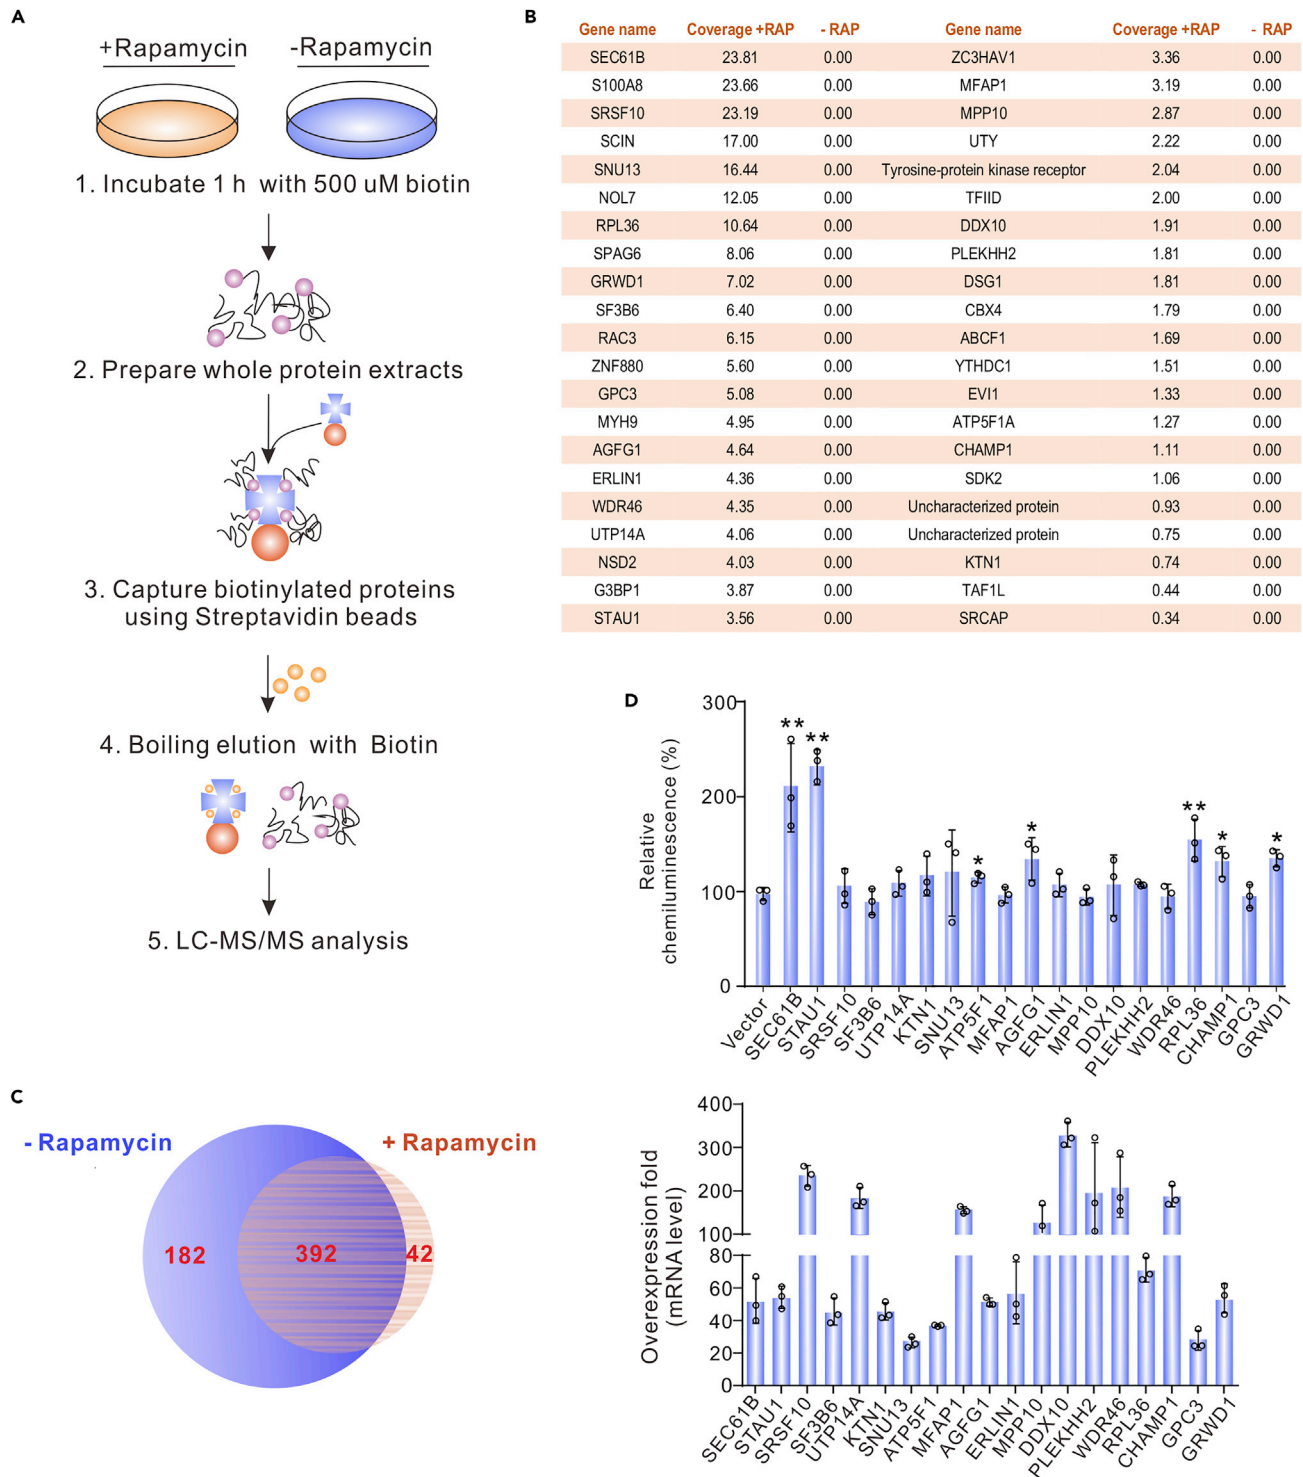 A
+Rapamycin
-Rapamycin
1. Incubate 1 h with 500 uM biotin
2. Prepare whole protein extracts
3. Capture biotinylated proteins
using Streptavidin beads
4. Boiling elution with Biotin
5. LC-MS/MS analysis
B
Gene name Coverage +RAP - RAP Gene name Coverage +RAP - RAP
SEC61B 23.81 0.00 ZC3HAV1 3.36 0.00
S100A8 23.66 0.00 MFAP1 3.19 0.00
SRSF10 23.19 0.00 MPP10 2.87 0.00
SCIN 17.00 0.00 UTY 2.22 0.00
SNU13 16.44 0.00 Tyrosine-protein kinase receptor 2.04 0.00
NOL7 12.05 0.00 TFIID 2.00 0.00
RPL36 10.64 0.00 DDX10 1.91 0.00
SPAG6 8.06 0.00 PLEKHH2 1.81 0.00
GRWD1 7.02 0.00 DSG1 1.81 0.00
SF3B6 6.40 0.00 CBX4 1.79 0.00
RAC3 6.15 0.00 ABCF1 1.69 0.00
ZNF880 5.60 0.00 YTHDC1 1.51 0.00
GPC3 5.08 0.00 EVI1 1.33 0.00
MYH9 4.95 0.00 ATP5F1A 1.27 0.00
AGFG1 4.64 0.00 CHAMP1 1.11 0.00
ERLIN1 4.36 0.00 SDK2 1.06 0.00
WDR46 4.35 0.00 Uncharacterized protein 0.93 0.00
UTP14A 4.06 0.00 Uncharacterized protein 0.75 0.00
NSD2 4.03 0.00 KTN1 0.74 0.00
G3BP1 3.87 0.00 TAF1L 0.44 0.00
STAU1 3.56 0.00 SRCAP 0.34 0.00
C
- Rapamycin
+ Rapamycin
182
392
42
D
Relative
chemiluminescence (%)
300
200
100
0
**
**
*
*
**
*
*
Vector
SEC61B
STAU1
SRSF10
SF3B6
UTP14A
KTN1
SNU13
ATP5F1
MFAP1
AGFG1
ERLIN1
MPP10
DDX10
PLEKHH2
WDR46
RPL36
CHAMP1
GPC3
GRWD1
Overexpression fold
(mRNA level)
400
300
200
100
80
60
40
20
0
SEC61B
STAU1
SRSF10
SF3B6
UTP14A
KTN1
SNU13
ATP5F1
MFAP1
AGFG1
ERLIN1
MPP10
DDX10
PLEKHH2
WDR46
RPL36
CHAMP1
GPC3
GRWD1